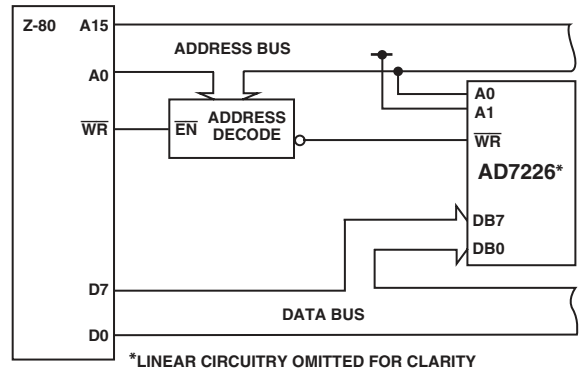 Z-80 A15
ADDRESS BUS
A0
A0
A1
WR
EN ADDRESS
DECODE
WR
AD7226*
DB7
DB0
D7
DATA BUS
D0
*LINEAR CIRCUITRY OMITTED FOR CLARITY